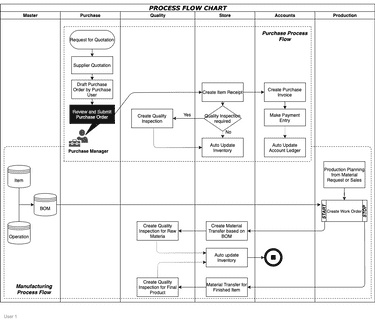 PROCESS FLOW CHART
Master
Purchase
Quality
Store
Accounts
Production
Request for Quotation
Purchase Process
Flow
Supplier Quotation
Draft Purchase
Order by Purchase
User
Create Item Receipt
Create Purchase
Invoice
Review and Submit
Purchase Order
Create Quality
Inspection
Yes
Quality Inspection
required
Make Payment
Entry
No
Purchase Manager
Auto Update
Inventory
Auto Update
Account Ledger
Production Planning
from Material
Request or Sales
Item
BOM
START
Create Work Order
STOP
Operation
Create Quality
Inspection for Raw
Materia
Create Material
Transfer based on
BOM
Auto update
Inventory
Manufacturing
Process Flow
Create Quality
Inspection for Final
Product
Material Transfer for
Finished Item
User 1